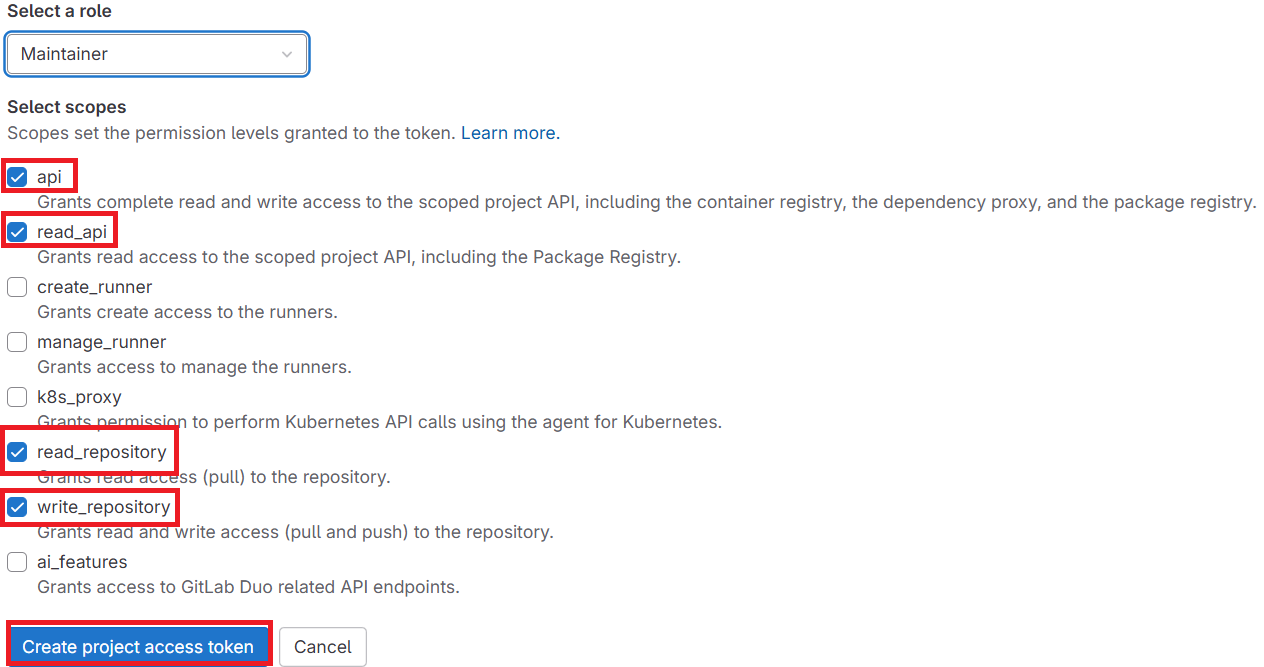 Select a role
Maintainer
Select scopes
Scopes set the permission levels granted to the token. Learn more.
api
Grants complete read and write access to the scoped project API, including the container registry, the dependency proxy, and the package registry.
read_api
Grants read access to the scoped project API, including the Package Registry.
create_runner
Grants create access to the runners.
manage_runner
Grants access to manage the runners.
k8s_proxy
Grants permission to perform Kubernetes API calls using the agent for Kubernetes.
read_repository
Grants read access (pull) to the repository.
write_repository
Grants read and write access (pull and push) to the repository.
ai_features
Grants access to GitLab Duo related API endpoints.
Create project access token Cancel